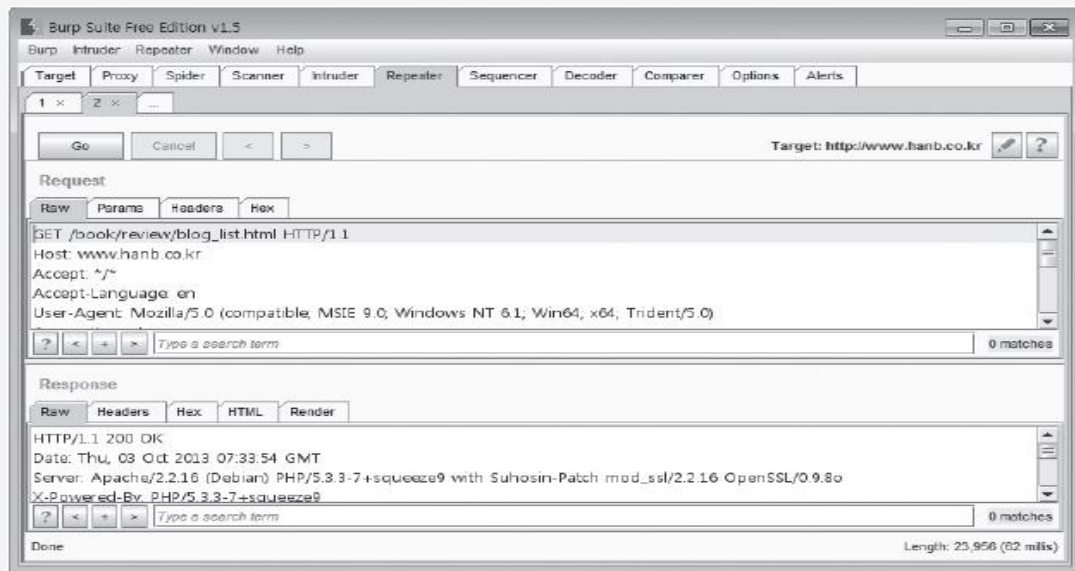 Burp Suite Free Edition v1.5
Burp Intruder Repeater Window Help
Target Proxy Spider Scanner Intruder Repeater Sequencer Decoder Comparer Options Alerts
1 × 2 × ...
Go Cancel < > Target: http://www.hanb.co.kr ?
Request
Raw Params Headers Hex
GET /book/review/blog_list.html HTTP/1.1
Host: www.hanb.co.kr
Accept: */*
Accept-Language: en
User-Agent: Mozilla/5.0 (compatible; MSIE 9.0; Windows NT 6.1; Win64; x64; Trident/5.0)
? < + > Type a search term 0 matches
Response
Raw Headers Hex HTML Render
HTTP/1.1 200 OK
Date: Thu, 03 Oct 2013 07:33:54 GMT
Server: Apache/2.2.16 (Debian) PHP/5.3.3-7+squeeze9 with Suhosin-Patch mod_ssl/2.2.16 OpenSSL/0.9.8o
X-Powered-By: PHP/5.3.3-7+squeeze9
? < + > Type a search term 0 matches
Done Length: 23,956 (62 millis)